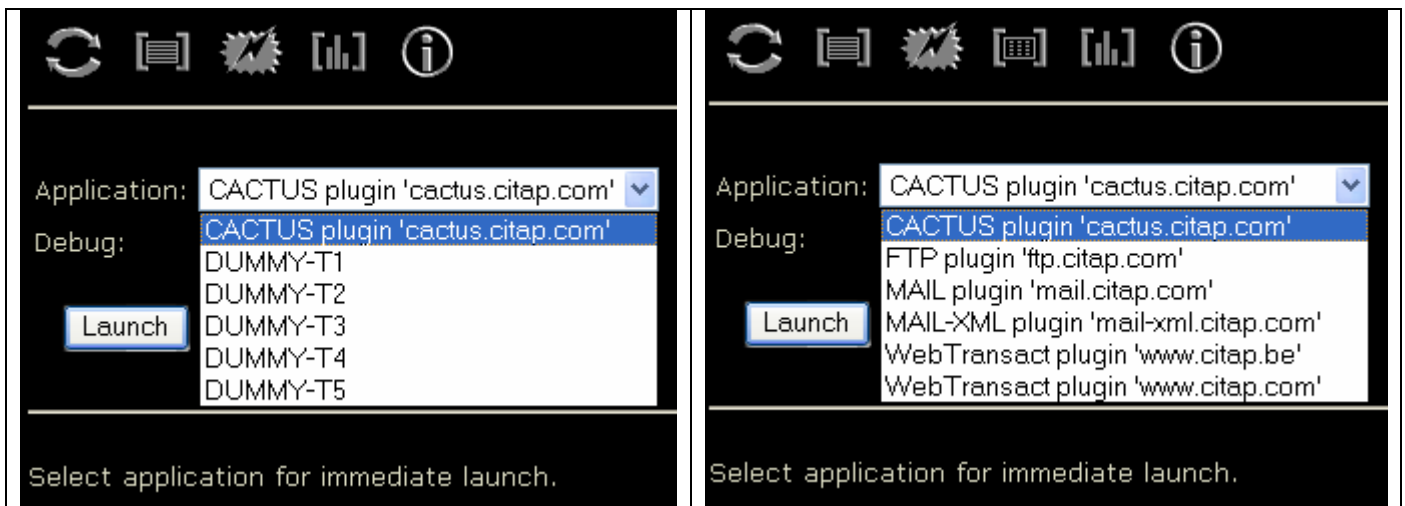 Application: CACTUS plugin 'cactus.citap.com'
CACTUS plugin 'cactus.citap.com'
Debug:
DUMMY-T1
DUMMY-T2
Launch
DUMMY-T3
DUMMY-T4
DUMMY-T5
Select application for immediate launch.
Application: CACTUS plugin 'cactus.citap.com'
CACTUS plugin 'cactus.citap.com'
Debug:
FTP plugin 'ftp.citap.com'
MAIL plugin 'mail.citap.com'
Launch
MAIL-XML plugin 'mail-xml.citap.com'
WebTransact plugin 'www.citap.be'
WebTransact plugin 'www.citap.com'
Select application for immediate launch.